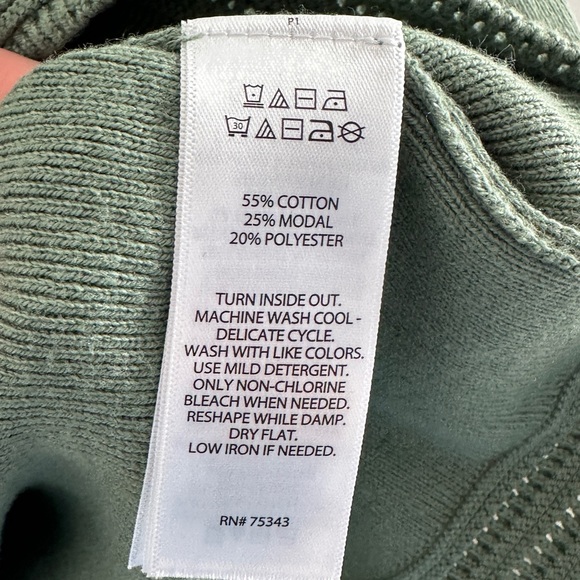 P1
30
55% COTTON
25% MODAL
20% POLYESTER
TURN INSIDE OUT.
MACHINE WASH COOL -
DELICATE CYCLE.
WASH WITH LIKE COLORS.
USE MILD DETERGENT.
ONLY NON-CHLORINE
BLEACH WHEN NEEDED.
RESHAPE WHILE DAMP.
DRY FLAT.
LOW IRON IF NEEDED.
RN# 75343